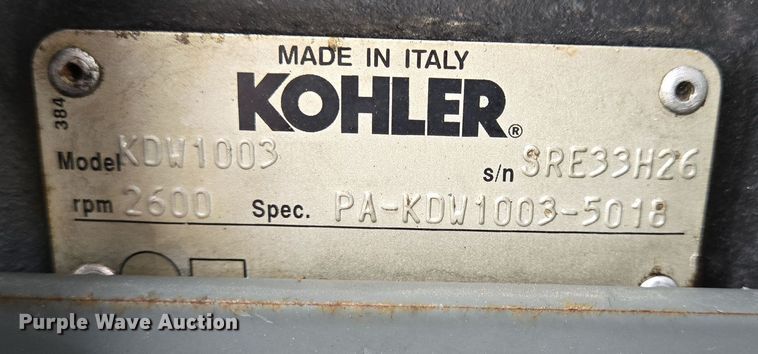 MADE IN ITALY
KOHLER®
384
Model KDW1003 s/n SRE33H26
rpm 2600 Spec. PA-KDW1003-5018
Purple Wave Auction